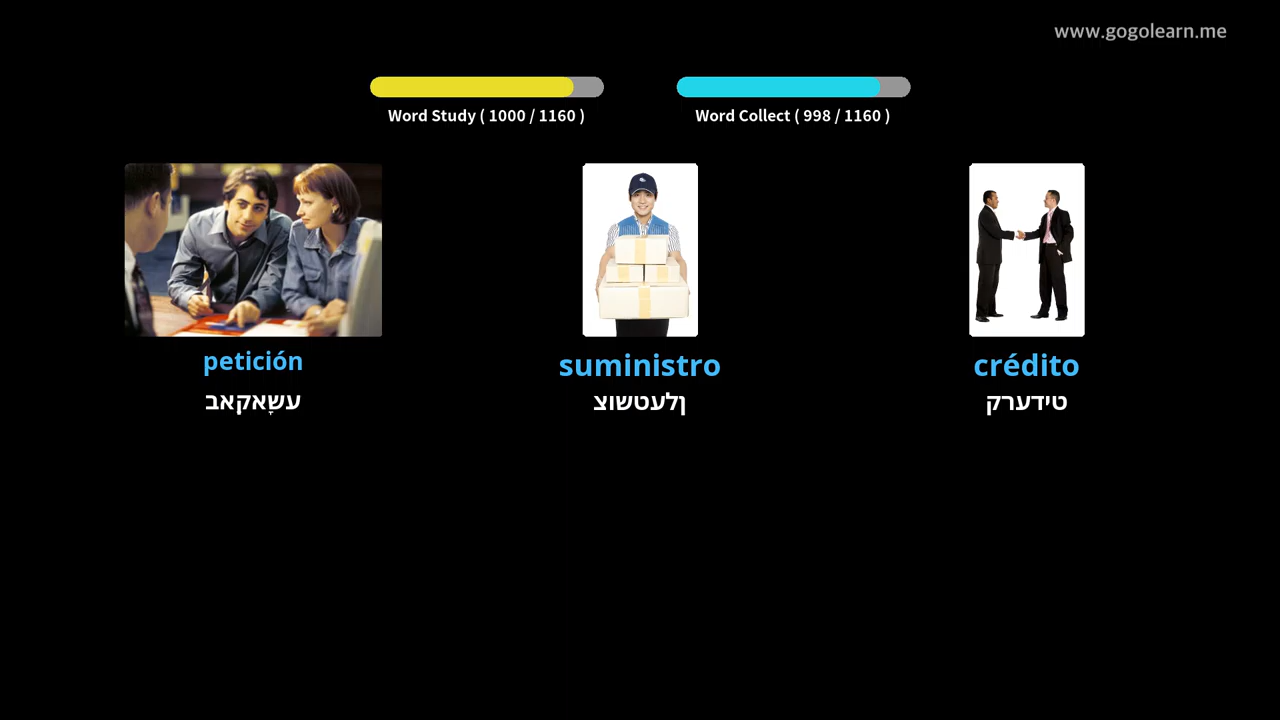 www.gogolearn.me
Word Study ( 1000 / 1160 )
Word Collect ( 998 / 1160 )
petición
suministro
crédito
עשָאקאב
ןלעטשוצ
טידערק